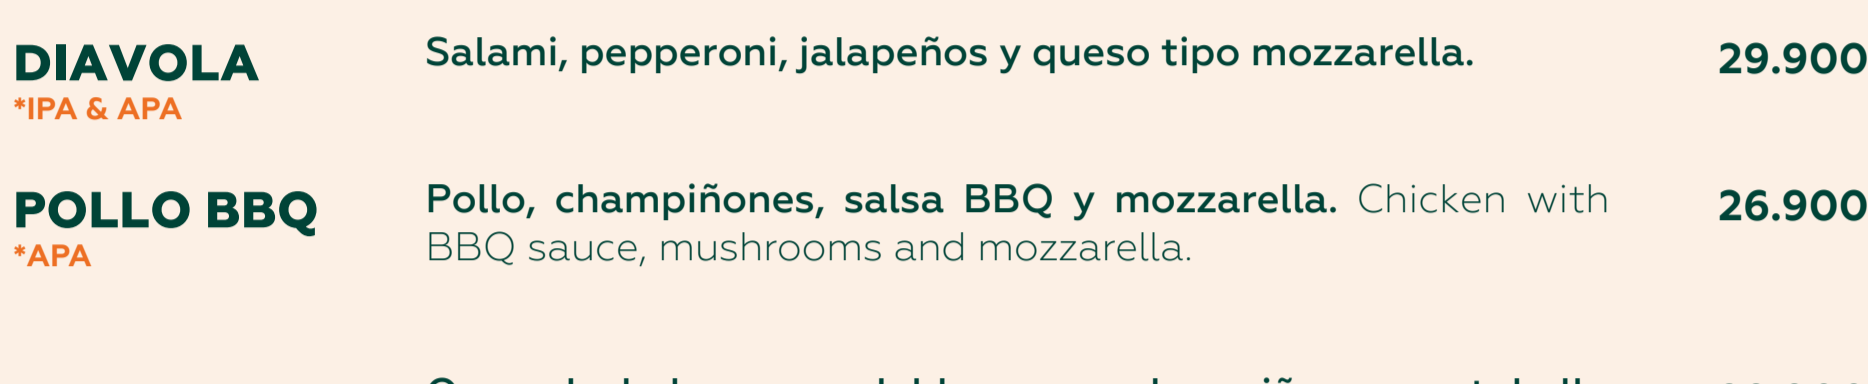 DIAVOLA Salami, pepperoni, jalapeños y queso tipo mozzarella. 29.900
*IPA & APA
POLLO BBQ Pollo, champiñones, salsa BBQ y mozzarella. Chicken with 26.900
*APA BBQ sauce, mushrooms and mozzarella.